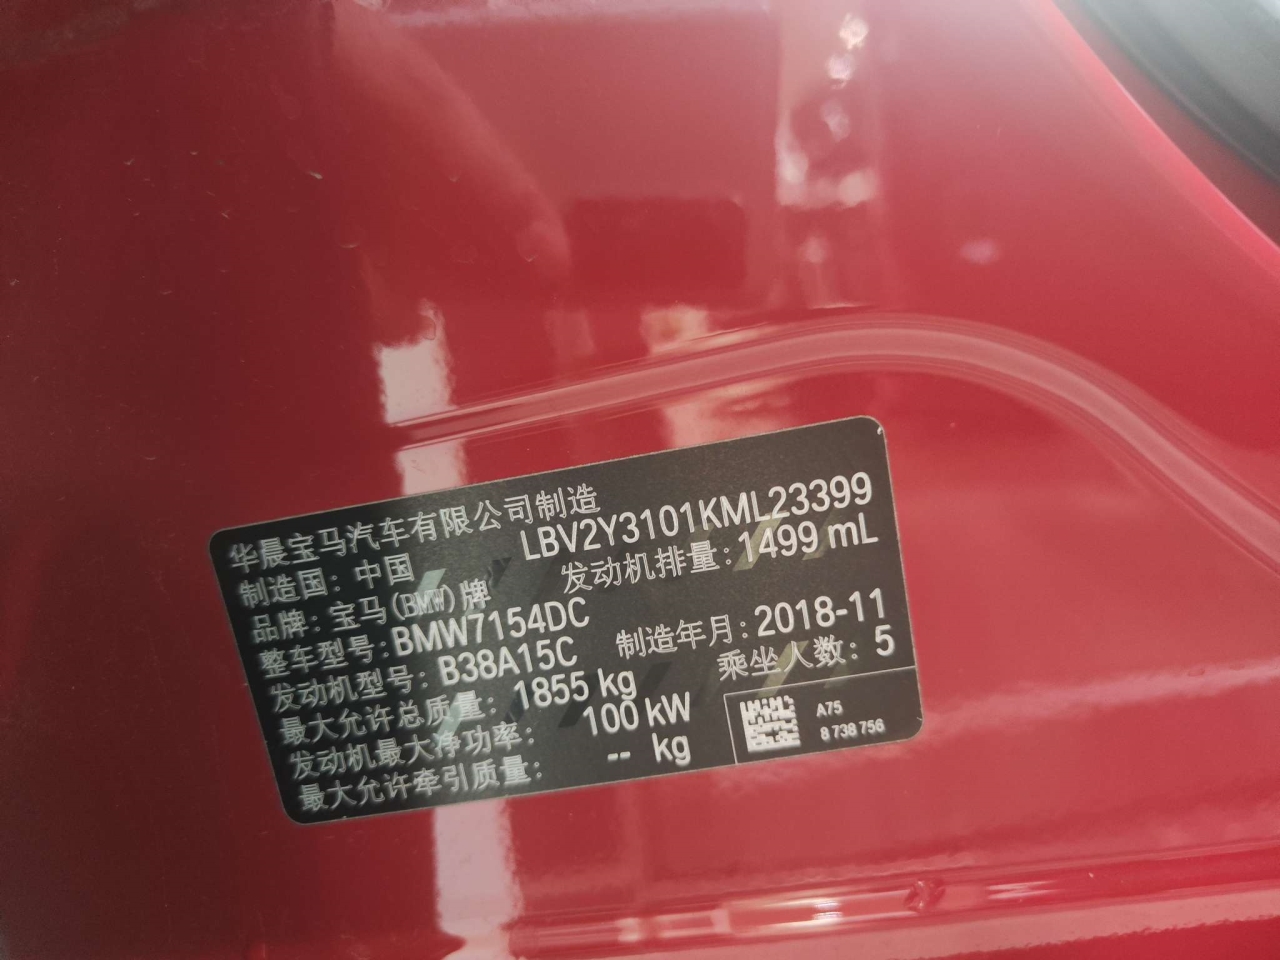 华晨宝马汽车有限公司制造
制造国：中国 LBV2Y3101KML23399
品牌：宝马(BMW)牌 发动机排量：1499 mL
整车型号：BMW7154DC
发动机型号：B38A15C 制造年月：2018-11
最大允许总质量：1855 kg 乘坐人数：5
发动机最大净功率：100 kW
最大允许牵引质量：-- kg
A75
8 738 756